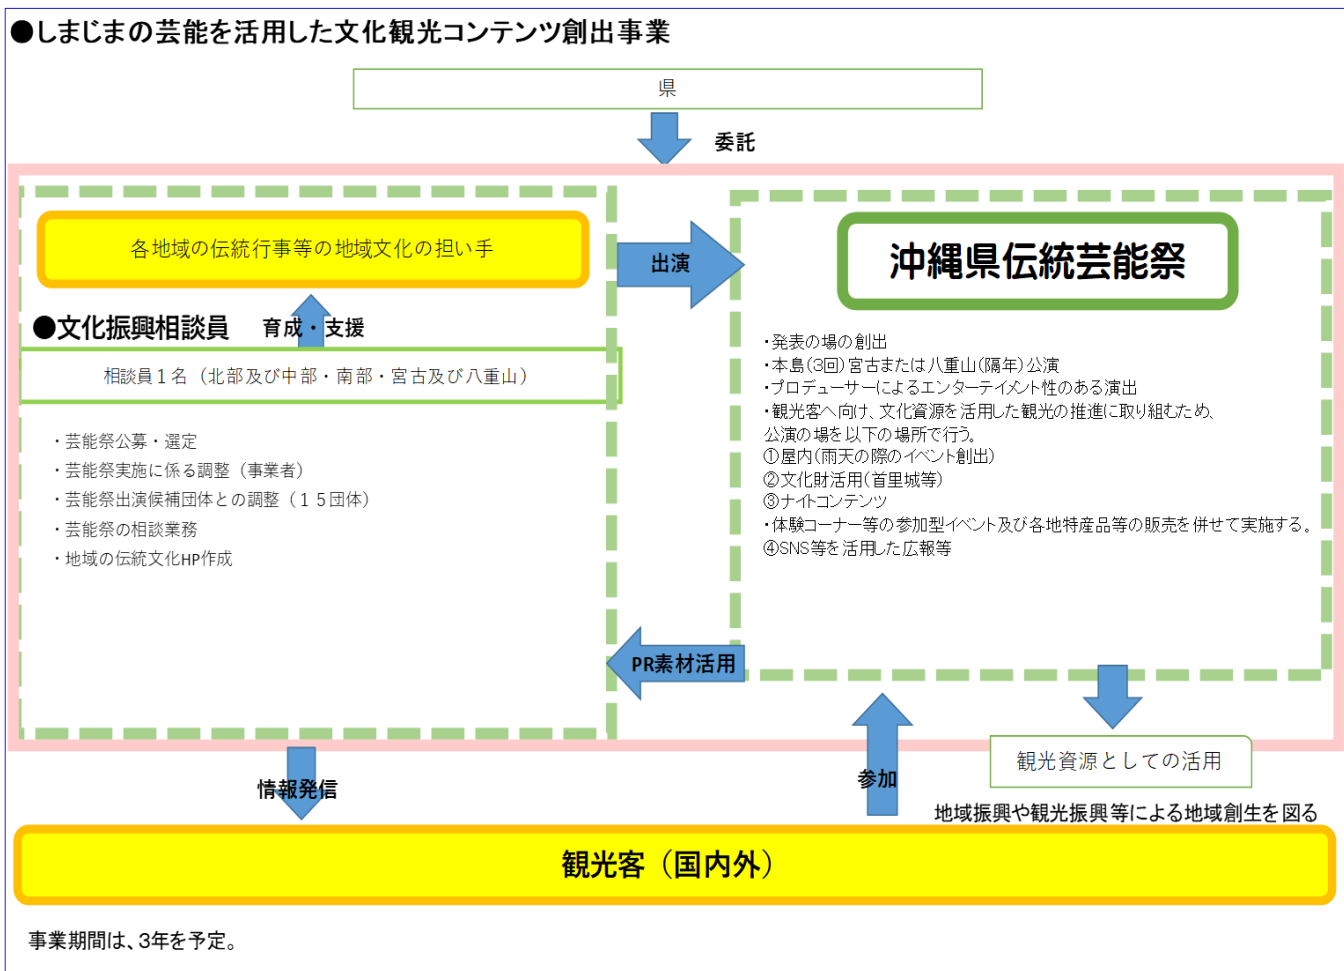 ●しまじまの芸能を活用した文化観光コンテンツ創出事業
県
委託
各地域の伝統行事等の地域文化の担い手
●文化振興相談員
育成・支援
相談員１名（北部及び中部・南部・宮古及び八重山）
・芸能祭公募・選定
・芸能祭実施に係る調整（事業者）
・芸能祭出演候補団体との調整（１５団体）
・芸能祭の相談業務
・地域の伝統文化HP作成
出演
沖縄県伝統芸能祭
・発表の場の創出
・本島(3回)宮古または八重山(隔年)公演
・プロデューサーによるエンターテイメント性のある演出
・観光客へ向け、文化資源を活用した観光の推進に取り組むため、
公演の場を以下の場所で行う。
①屋内(雨天の際のイベント創出)
②文化財活用(首里城等)
③ナイトコンテンツ
・体験コーナー等の参加型イベント及び各地特産品等の販売を併せて実施する。
④SNS等を活用した広報等
PR素材活用
情報発信
参加
観光資源としての活用
地域振興や観光振興等による地域創生を図る
観光客（国内外）
事業期間は、3年を予定。